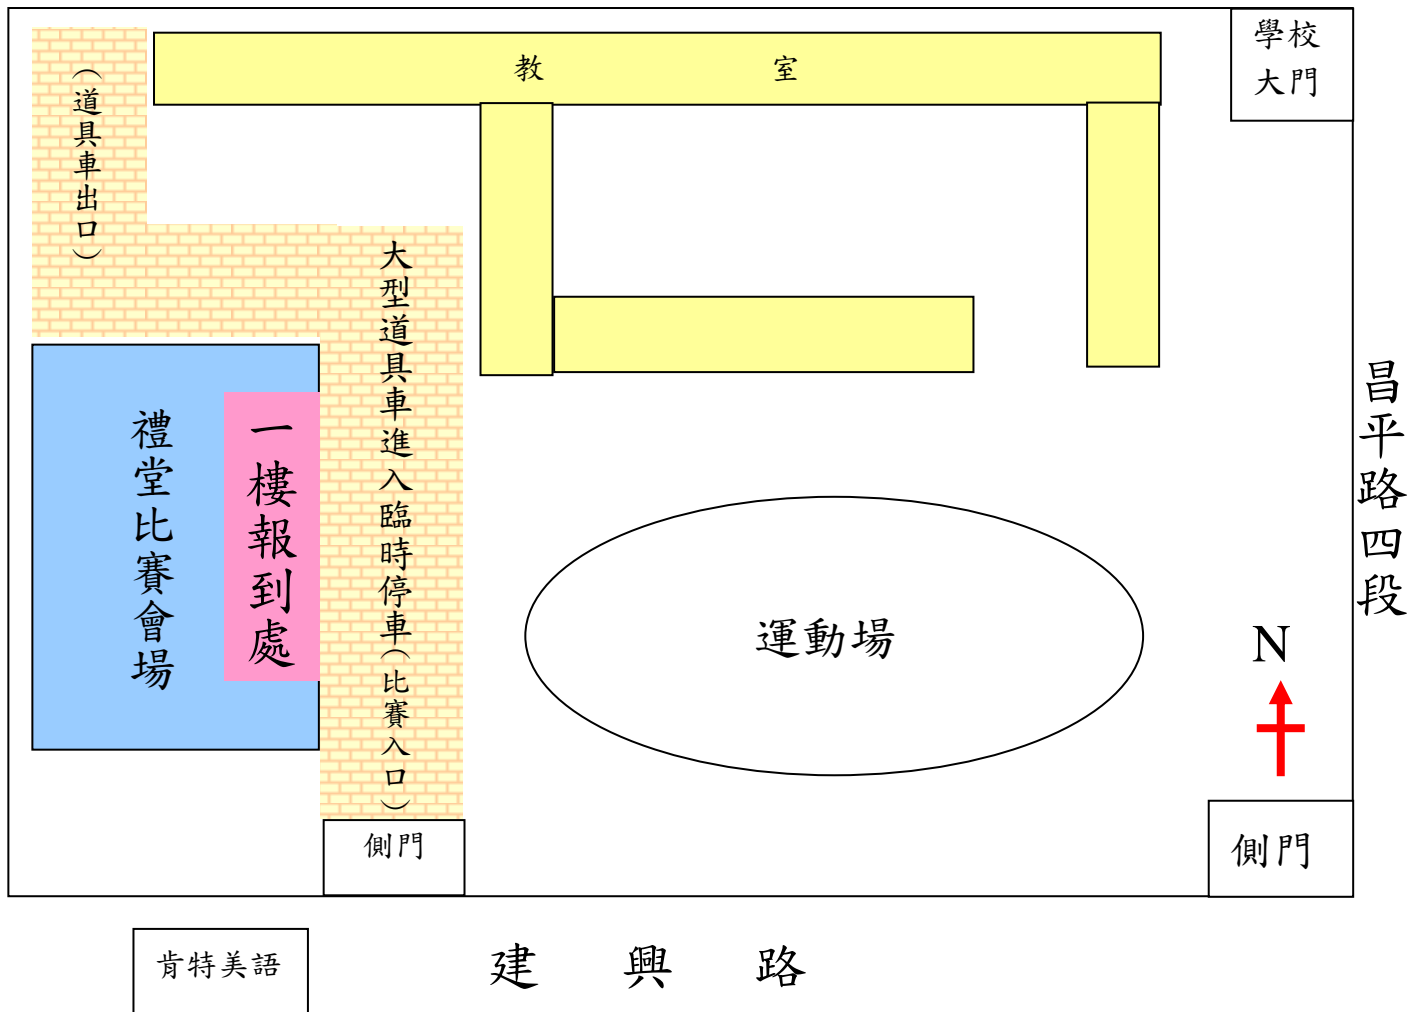 學校
大門
教室
（道具車出口）
大型道具車進入臨時停車（比賽入口）
禮堂比賽會場
一樓報到處
運動場
昌平路四段
N
側門
側門
肯特美語
建興路